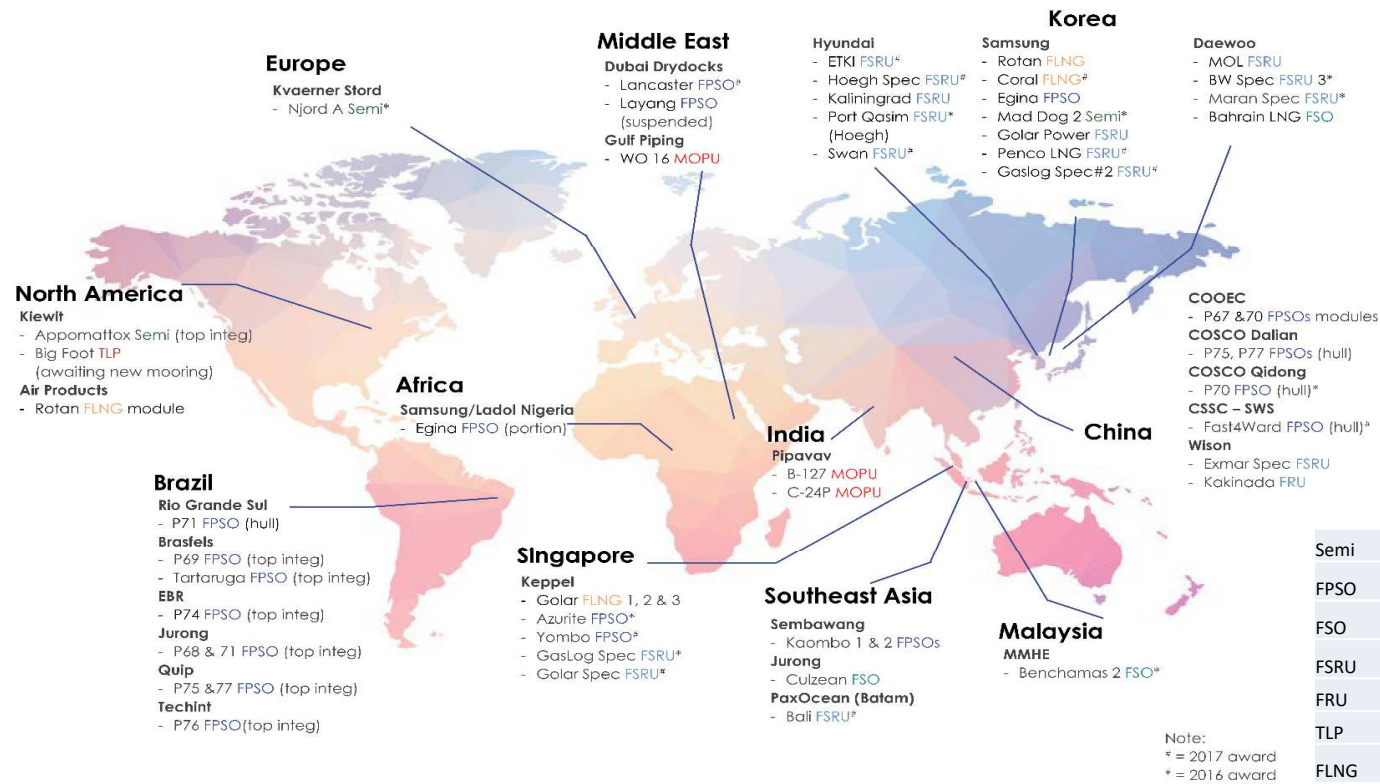 Korea
Middle East
Europe
Kvaerner Stord
- Njord A Semi*
Dubai Drydocks
- Lancaster FPSO#
- Layang FPSO
(suspended)
Gulf Piping
- WO 16 MOPU
Hyundai
- ETKI FSRU#
- Hoegh Spec FSRU#
- Kaliningrad FSRU
- Port Qasim FSRU*
(Hoegh)
- Swan FSRU#
Samsung
- Rotan FLNG
- Coral FLNG#
- Egina FPSO
- Mad Dog 2 Semi*
- Golar Power FSRU
- Penco LNG FSRU#
- Gaslog Spec#2 FSRU#
Daewoo
- MOL FSRU
- BW Spec FSRU 3*
- Maran Spec FSRU*
- Bahrain LNG FSO
North America
Kiewit
- Appomattox Semi (top integ)
- Big Foot TLP
(awaiting new mooring)
Air Products
- Rotan FLNG module
Africa
Samsung/Ladol Nigeria
- Egina FPSO (portion)
India
Pipavav
- B-127 MOPU
- C-24P MOPU
China
COOEC
- P67 &70 FPSOs modules
COSCO Dalian
- P75, P77 FPSOs (hull)
COSCO Qidong
- P70 FPSO (hull)*
CSSC – SWS
- Fast4Ward FPSO (hull)#
Wison
- Exmar Spec FSRU
- Kakinada FRU
Brazil
Rio Grande Sul
- P71 FPSO (hull)
Brasfels
- P69 FPSO (top integ)
- Tartaruga FPSO (top integ)
EBR
- P74 FPSO (top integ)
Jurong
- P68 & 71 FPSO (top integ)
Quip
- P75 &77 FPSO (top integ)
Techint
- P76 FPSO(top integ)
SIngapore
Keppel
- Golar FLNG 1, 2 & 3
- Azurite FPSO*
- Yombo FPSO#
- GasLog Spec FSRU*
- Golar Spec FSRU#
Southeast Asia
Sembawang
- Kaombo 1 & 2 FPSOs
Jurong
- Culzean FSO
PaxOcean (Batam)
- Bali FSRU#
Malaysia
MMHE
- Benchamas 2 FSO*
Note:
# = 2017 award
* = 2016 award
Semi
FPSO
FSO
FSRU
FRU
TLP
FLNG